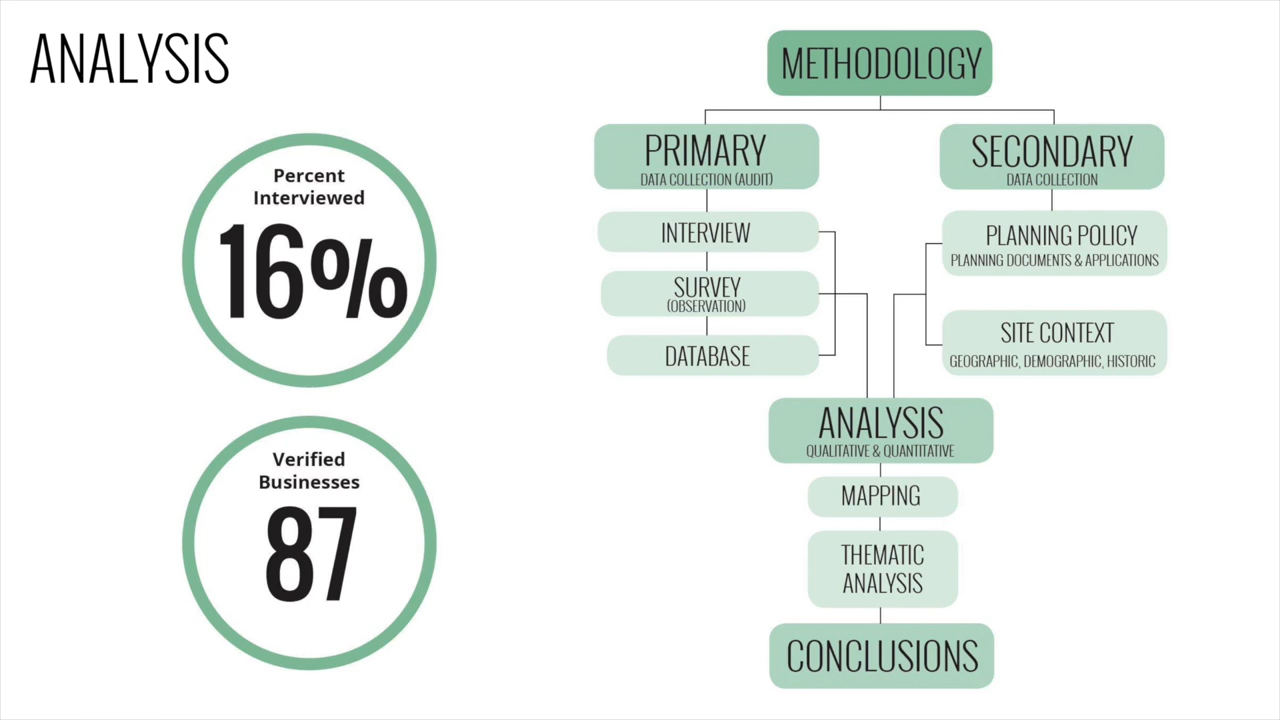 ANALYSIS
Percent
Interviewed
16%
Verified
Businesses
87
METHODOLOGY
PRIMARY
DATA COLLECTION (AUDIT)
INTERVIEW
SURVEY
(OBSERVATION)
DATABASE
SECONDARY
DATA COLLECTION
PLANNING POLICY
PLANNING DOCUMENTS & APPLICATIONS
SITE CONTEXT
GEOGRAPHIC, DEMOGRAPHIC, HISTORIC
ANALYSIS
QUALITATIVE & QUANTITATIVE
MAPPING
THEMATIC
ANALYSIS
CONCLUSIONS